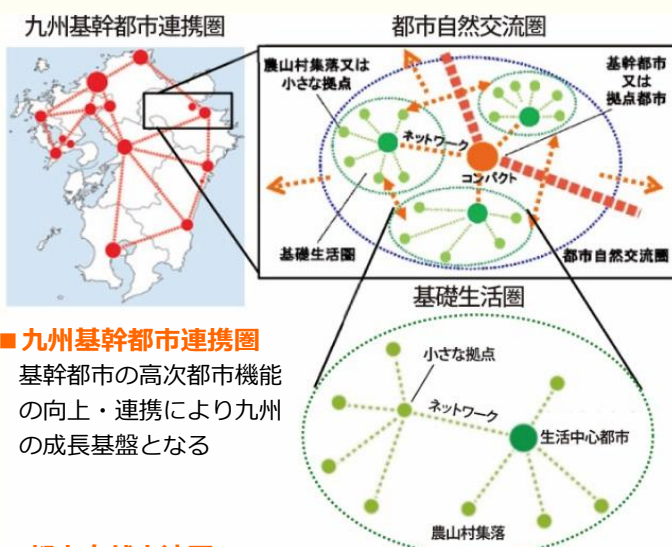 九州基幹都市連携圏
都市自然交流圏
農山村集落又は
小さな拠点
基幹都市
又は
拠点都市
ネットワーク
コンパクト
基礎生活圏
都市自然交流圏
基礎生活圏
■九州基幹都市連携圏
基幹都市の高次都市機能
の向上・連携により九州
の成長基盤となる
小さな拠点
ネットワーク
生活中心都市
農山村集落